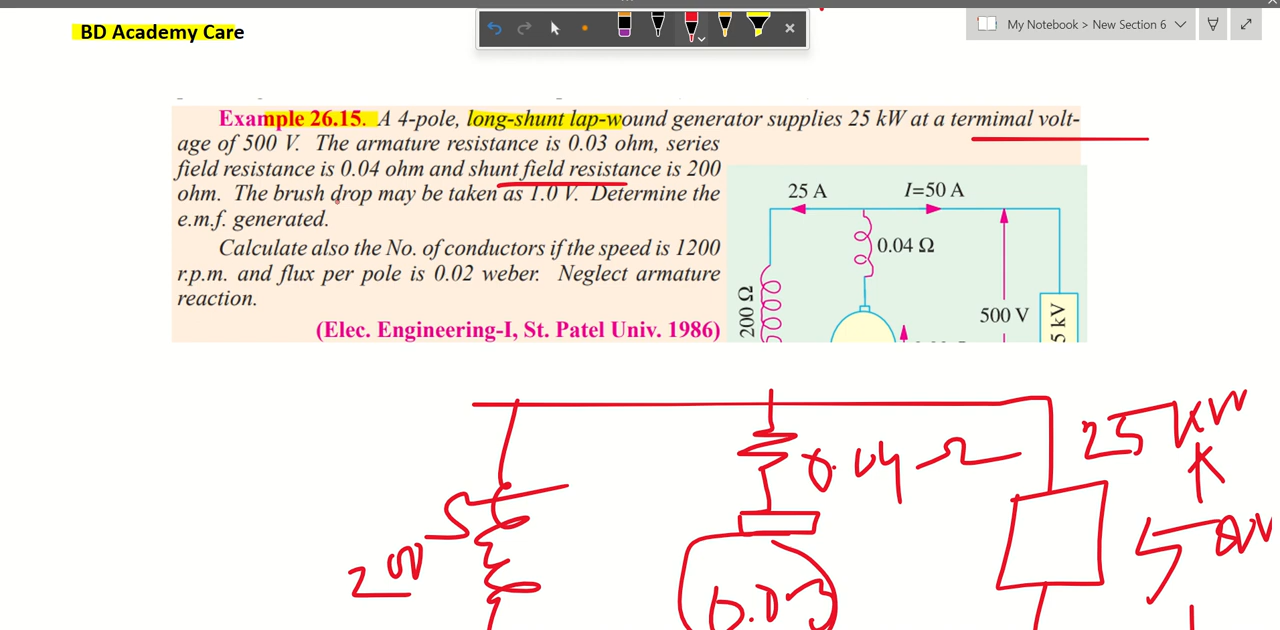 BD Academy Care
My Notebook > New Section 6
Example 26.15. A 4-pole, long-shunt lap-wound generator supplies 25 kW at a termimal volt-
age of 500 V. The armature resistance is 0.03 ohm, series
field resistance is 0.04 ohm and shunt field resistance is 200
ohm. The brush drop may be taken as 1.0 V. Determine the
e.m.f. generated.
Calculate also the No. of conductors if the speed is 1200
r.p.m. and flux per pole is 0.02 weber. Neglect armature
reaction.
(Elec. Engineering-I, St. Patel Univ. 1986)
25 A
I=50 A
0.04 Ω
200 Ω
500 V
5 kV
25 KW
0.04 Ω
500V
200
0.03